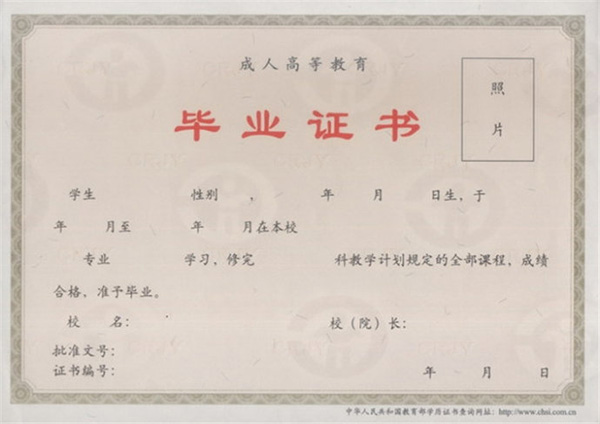 成人高等教育
照
片
毕业证书
学生 性别 , 年 月 日生，于
年 月至 年 月在本校
专业 学习，修完 科教学计划规定的全部课程，成绩
合格，准予毕业。
校 名： 校（院）长：
批准文号：
证书编号： 年 月 日
中华人民共和国教育部学历证书查询网址：http://www.chsi.com.cn